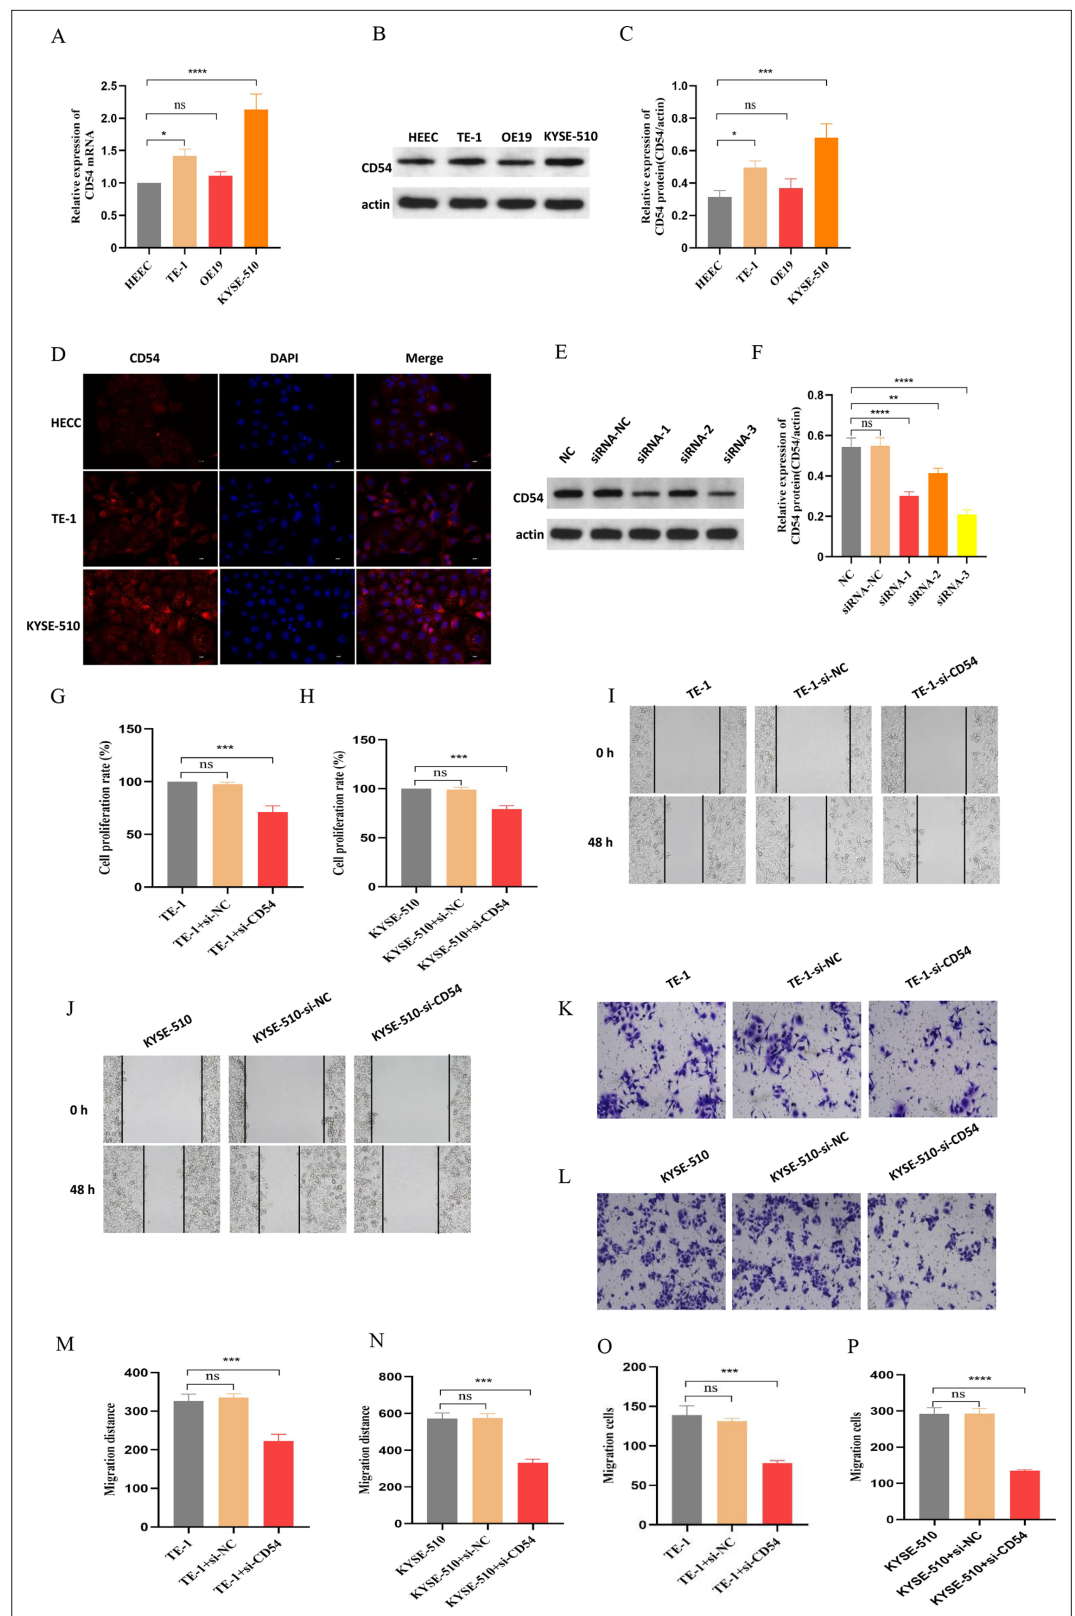 A
Relative expression of
CD54 mRNA
2.5
2.0
1.5
1.0
0.5
0
****
ns
*
HEEC
TE-1
OE19
KYSE-510
B
HEEC TE-1 OE19 KYSE-510
CD54
actin
C
Relative expression of
CD54 protein(CD54/actin)
1.0
0.8
0.6
0.4
0.2
0
***
ns
*
HEEC
TE-1
OE19
KYSE-510
D
CD54 DAPI Merge
HECC
TE-1
KYSE-510
E
NC
siRNA-NC
siRNA-1
siRNA-2
siRNA-3
CD54
actin
F
Relative expression of
CD54 protein(CD54/actin)
0.8
0.6
0.4
0.2
0
****
**
****
ns
NC
siRNA-NC
siRNA-1
siRNA-2
siRNA-3
G
Cell proliferation rate (%)
150
100
50
0
***
ns
TE-1
TE-1+si-NC
TE-1+si-CD54
H
Cell proliferation rate (%)
150
100
50
0
***
ns
KYSE-510
KYSE-510+si-NC
KYSE-510+si-CD54
I
TE-1
TE-1-si-NC
TE-1-si-CD54
0 h
48 h
J
KYSE-510
KYSE-510-si-NC
KYSE-510-si-CD54
0 h
48 h
K
TE-1
TE-1-si-NC
TE-1-si-CD54
L
KYSE-510
KYSE-510-si-NC
KYSE-510-si-CD54
M
Migration distance
400
300
200
100
0
***
ns
TE-1
TE-1+si-NC
TE-1+si-CD54
N
Migration distance
800
600
400
200
0
***
ns
KYSE-510
KYSE-510+si-NC
KYSE-510+si-CD54
O
Migration cells
200
150
100
50
0
***
ns
TE-1
TE-1+si-NC
TE-1+si-CD54
P
Migration cells
400
300
200
100
0
****
ns
KYSE-510
KYSE-510+si-NC
KYSE-510+si-CD54